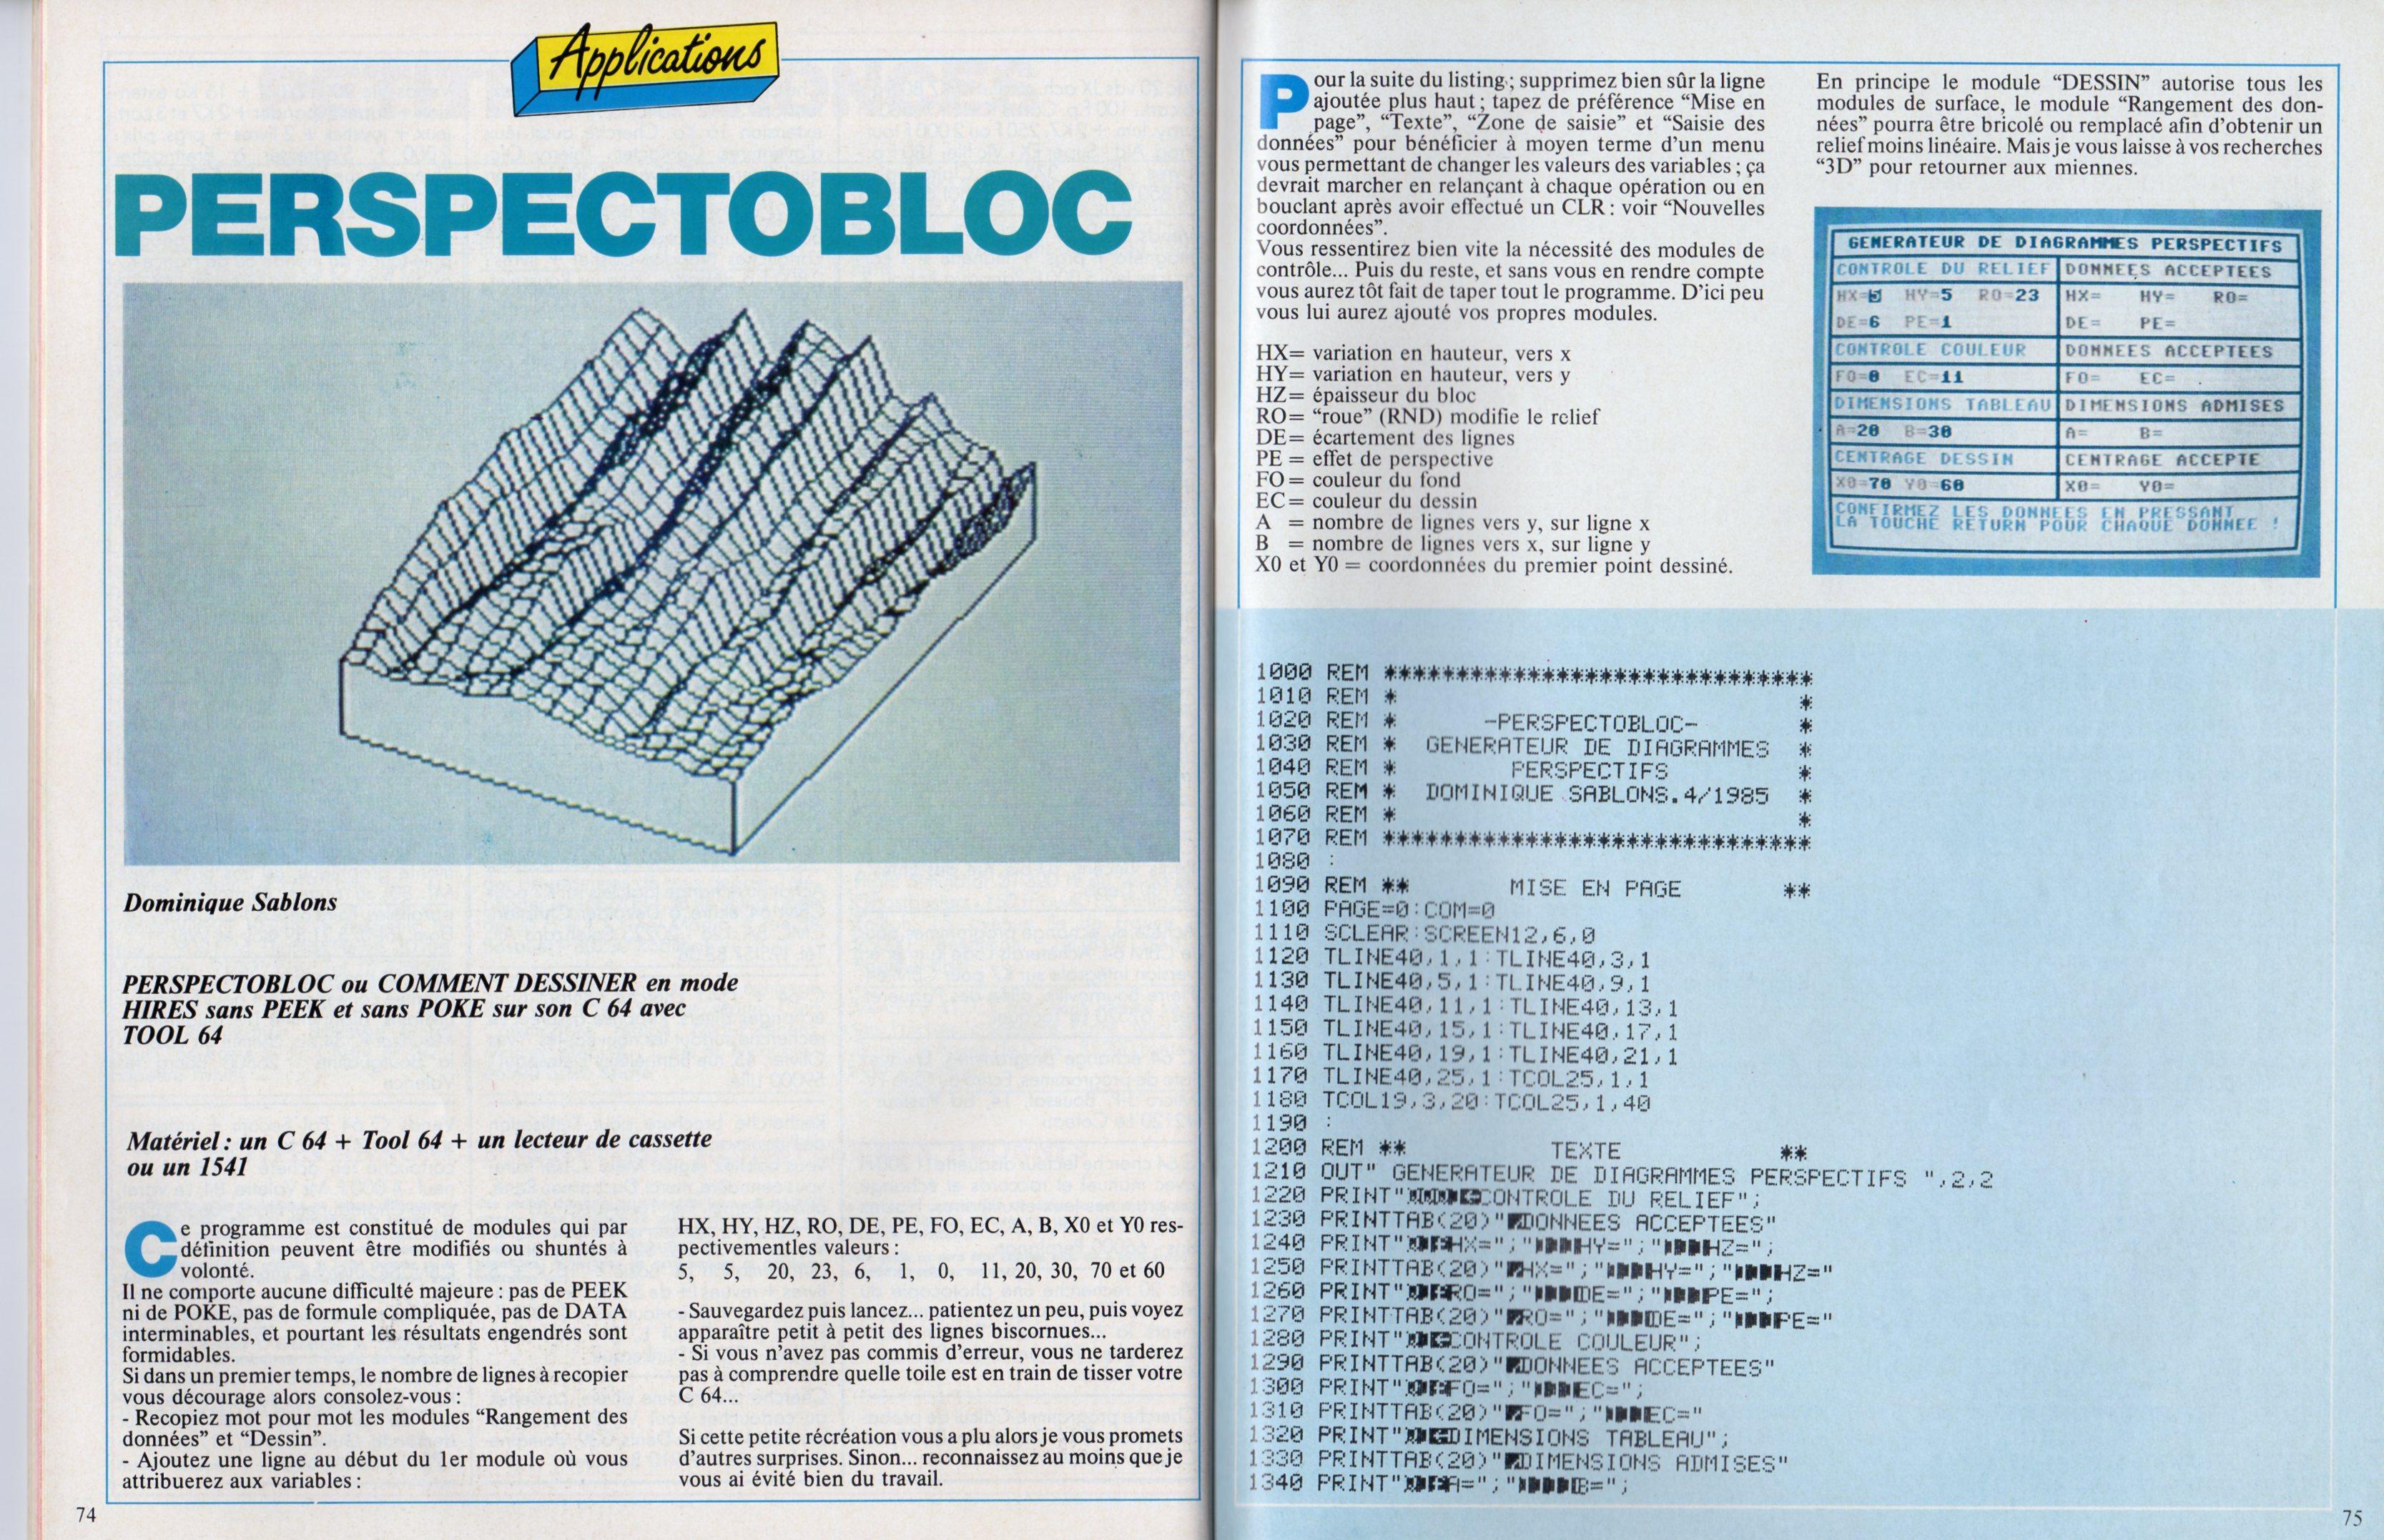 Applications
PERSPECTOBLOC
Dominique Sablons
PERSPECTOBLOC ou COMMENT DESSINER en mode
HIRES sans PEEK et sans POKE sur son C 64 avec
TOOL 64
Matériel : un C 64 + Tool 64 + un lecteur de cassette
ou un 1541
Ce programme est constitué de modules qui par
définition peuvent être modifiés ou shuntés à
volonté.
Il ne comporte aucune difficulté majeure : pas de PEEK
ni de POKE, pas de formule compliquée, pas de DATA
interminables, et pourtant les résultats engendrés sont
formidables.
Si dans un premier temps, le nombre de lignes à recopier
vous décourage alors consolez-vous :
- Recopiez mot pour mot les modules “Rangement des
données” et “Dessin”.
- Ajoutez une ligne au début du 1er module où vous
attribuerez aux variables :
HX, HY, HZ, RO, DE, PE, FO, EC, A, B, X0 et Y0 res-
pectivementles valeurs :
5, 5, 20, 23, 6, 1, 0, 11, 20, 30, 70 et 60
- Sauvegardez puis lancez... patientez un peu, puis voyez
apparaître petit à petit des lignes biscornues...
- Si vous n’avez pas commis d’erreur, vous ne tarderez
pas à comprendre quelle toile est en train de tisser votre
C 64...
Si cette petite récréation vous a plu alors je vous promets
d’autres surprises. Sinon... reconnaissez au moins que je
vous ai évité bien du travail.
74
Pour la suite du listing ; supprimez bien sûr la ligne
ajoutée plus haut ; tapez de préférence “Mise en
page”, “Texte”, “Zone de saisie” et “Saisie des
données” pour bénéficier à moyen terme d’un menu
vous permettant de changer les valeurs des variables ; ça
devrait marcher en relançant à chaque opération ou en
bouclant après avoir effectué un CLR : voir “Nouvelles
coordonnées”.
Vous ressentirez bien vite la nécessité des modules de
contrôle... Puis du reste, et sans vous en rendre compte
vous aurez tôt fait de taper tout le programme. D’ici peu
vous lui aurez ajouté vos propres modules.
HX= variation en hauteur, vers x
HY= variation en hauteur, vers y
HZ= épaisseur du bloc
RO= “roue” (RND) modifie le relief
DE= écartement des lignes
PE = effet de perspective
FO = couleur du fond
EC = couleur du dessin
A = nombre de lignes vers y, sur ligne x
B = nombre de lignes vers x, sur ligne y
X0 et Y0 = coordonnées du premier point dessiné.
En principe le module “DESSIN” autorise tous les
modules de surface, le module “Rangement des don-
nées” pourra être bricolé ou remplacé afin d’obtenir un
relief moins linéaire. Mais je vous laisse à vos recherches
“3D” pour retourner aux miennes.
GENERATEUR DE DIAGRAMMES PERSPECTIFS
CONTROLE DU RELIEF DONNEES ACCEPTEES
HX=5 HY=5 RO=23 HX= HY= RO=
DE=6 PE=1 DE= PE=
CONTROLE COULEUR DONNEES ACCEPTEES
FO=0 EC=11 FO= EC=
DIMENSIONS TABLEAU DIMENSIONS ADMISES
A=20 B=30 A= B=
CENTRAGE DESSIN CENTRAGE ACCEPTE
X0=70 Y0=60 X0= Y0=
CONFIRMEZ LES DONNEES EN PRESSANT
LA TOUCHE RETURN POUR CHAQUE DONNEE !
1000 REM ******************************
1010 REM * *
1020 REM * -PERSPECTOBLOC- *
1030 REM * GENERATEUR DE DIAGRAMMES *
1040 REM * PERSPECTIFS *
1050 REM * DOMINIQUE SABLONS.4/1985 *
1060 REM * *
1070 REM ******************************
1080 :
1090 REM ** MISE EN PAGE **
1100 PAGE=0:COM=0
1110 SCLEAR:SCREEN12,6,0
1120 TLINE40,1,1:TLINE40,3,1
1130 TLINE40,5,1:TLINE40,9,1
1140 TLINE40,11,1:TLINE40,13,1
1150 TLINE40,15,1:TLINE40,17,1
1160 TLINE40,19,1:TLINE40,21,1
1170 TLINE40,25,1:TCOL25,1,1
1180 TCOL19,3,20:TCOL25,1,40
1190 :
1200 REM ** TEXTE **
1210 OUT" GENERATEUR DE DIAGRAMMES PERSPECTIFS ",2,2
1220 PRINT"CONTROLE DU RELIEF";
1230 PRINTTAB(20)"DONNEES ACCEPTEES"
1240 PRINT"HX=";"HY=";"HZ=";
1250 PRINTTAB(20)"HX=";"HY=";"HZ="
1260 PRINT"RO=";"DE=";"PE=";
1270 PRINTTAB(20)"RO=";"DE=";"PE="
1280 PRINT"CONTROLE COULEUR";
1290 PRINTTAB(20)"DONNEES ACCEPTEES"
1300 PRINT"FO=";"EC=";
1310 PRINTTAB(20)"FO=";"EC="
1320 PRINT"DIMENSIONS TABLEAU";
1330 PRINTTAB(20)"DIMENSIONS ADMISES"
1340 PRINT"A=";"B=";
75